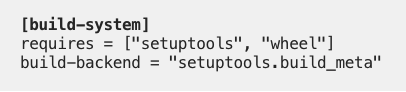 [build-system]
requires = ["setuptools", "wheel"]
build-backend = "setuptools.build_meta"